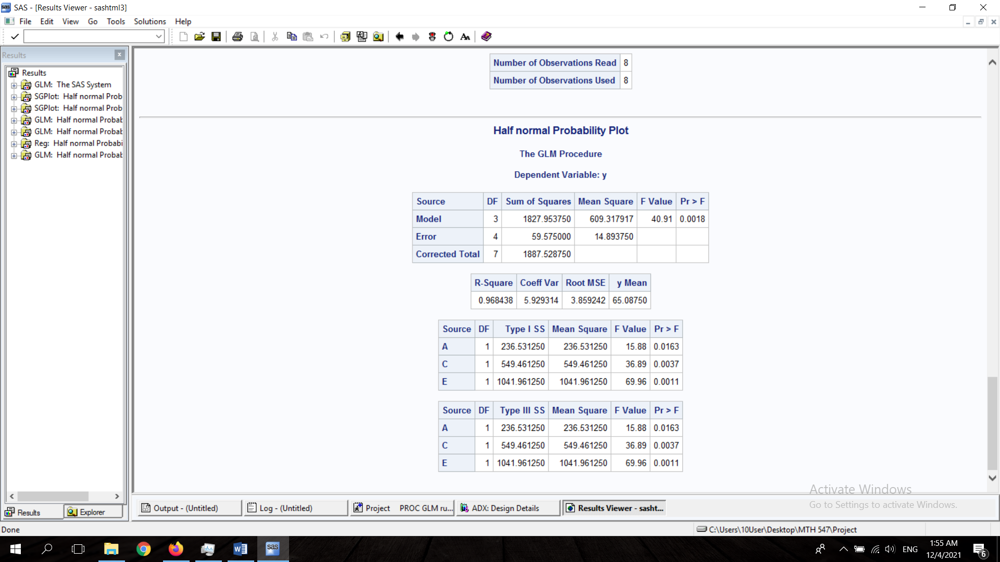 SAS - [Results Viewer - sashtml3]
File Edit View Go Tools Solutions Help
Results
Results
GLM: The SAS System
SGPlot: Half normal Prob
SGPlot: Half normal Prob
GLM: Half normal Probat
GLM: Half normal Probat
Reg: Half normal Probabi
GLM: Half normal Probat
Number of Observations Read 8
Number of Observations Used 8
Half normal Probability Plot
The GLM Procedure
Dependent Variable: y
Source DF Sum of Squares Mean Square F Value Pr > F
Model 3 1827.953750 609.317917 40.91 0.0018
Error 4 59.575000 14.893750
Corrected Total 7 1887.528750
R-Square Coeff Var Root MSE y Mean
0.968438 5.929314 3.859242 65.08750
Source DF Type I SS Mean Square F Value Pr > F
A 1 236.531250 236.531250 15.88 0.0163
C 1 549.461250 549.461250 36.89 0.0037
E 1 1041.961250 1041.961250 69.96 0.0011
Source DF Type III SS Mean Square F Value Pr > F
A 1 236.531250 236.531250 15.88 0.0163
C 1 549.461250 549.461250 36.89 0.0037
E 1 1041.961250 1041.961250 69.96 0.0011
Activate Windows
Go to Settings to activate Windows.
Results Explorer
Output - (Untitled) Log - (Untitled) Project PROC GLM ru... ADX: Design Details Results Viewer - sasht...
Done
C:\Users\10User\Desktop\MTH 547\Project
ENG
1:55 AM
12/4/2021
6